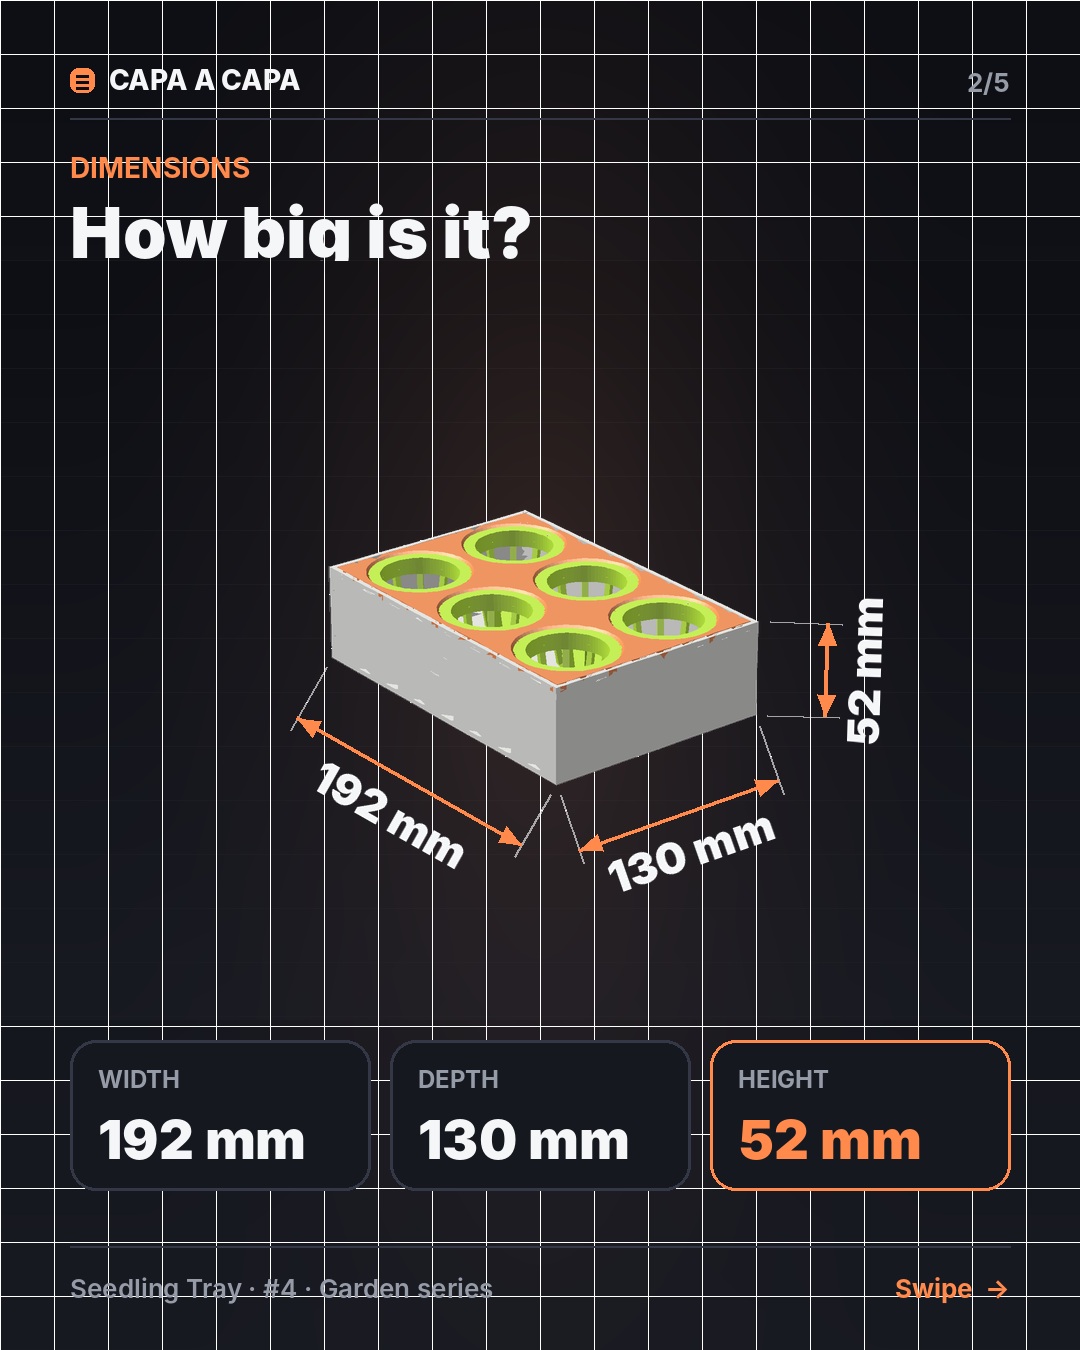 CAPA A CAPA
2/5
DIMENSIONS
How big is it?
52 mm
192 mm
130 mm
WIDTH
192 mm
DEPTH
130 mm
HEIGHT
52 mm
Seedling Tray · #4 · Garden series
Swipe →